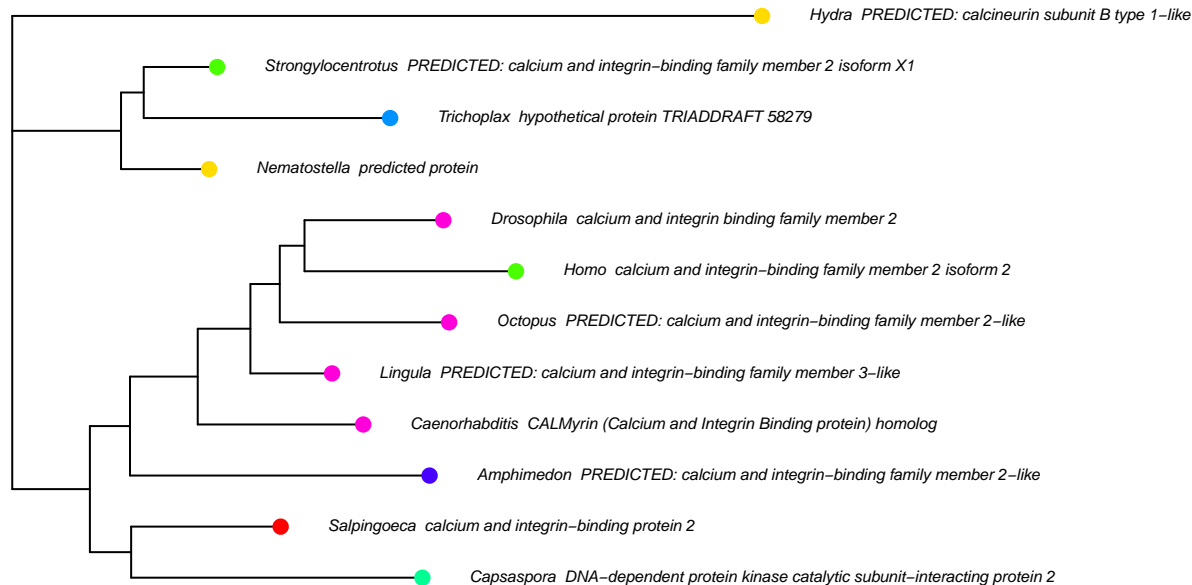 Hydra PREDICTED: calcineurin subunit B type 1−like
Strongylocentrotus PREDICTED: calcium and integrin−binding family member 2 isoform X1
Trichoplax hypothetical protein TRIADDRAFT 58279
Nematostella predicted protein
Drosophila calcium and integrin binding family member 2
Homo calcium and integrin−binding family member 2 isoform 2
Octopus PREDICTED: calcium and integrin−binding family member 2−like
Lingula PREDICTED: calcium and integrin−binding family member 3−like
Caenorhabditis CALMyrin (Calcium and Integrin Binding protein) homolog
Amphimedon PREDICTED: calcium and integrin−binding family member 2−like
Salpingoeca calcium and integrin−binding protein 2
Capsaspora DNA−dependent protein kinase catalytic subunit−interacting protein 2